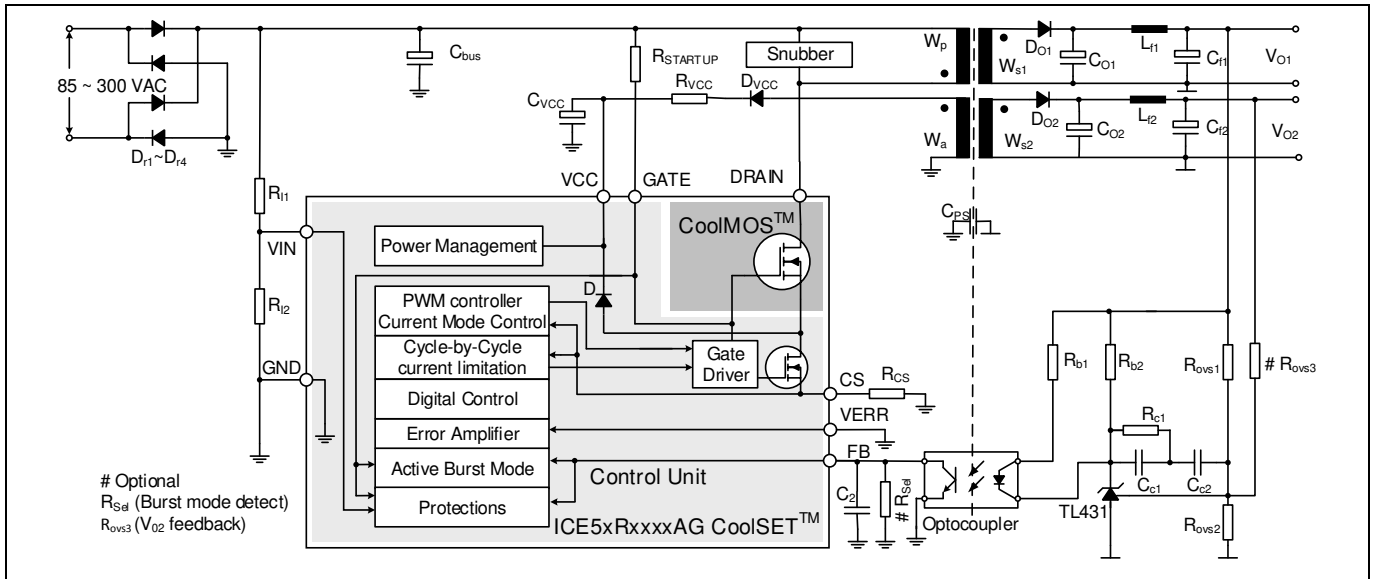 85 ~ 300 VAC
Dr1~Dr4
Cbus
RSTARTUP
Snubber
Wp
Ws1
DO1
CO1
Lf1
Cf1
VO1
CVCC
RVCC
DVCC
Wa
Ws2
DO2
CO2
Lf2
Cf2
VO2
RI1
VCC
GATE
DRAIN
CPS
VIN
Power Management
CoolMOS™
D
RI2
PWM controller
Current Mode Control
Cycle-by-Cycle
current limitation
Gate
Driver
GND
Digital Control
CS
RCS
Error Amplifier
VERR
Active Burst Mode
FB
Control Unit
Protections
ICE5xRxxxxAG CoolSET™
C2
# RSel
Optocoupler
Rb1
Rb2
Rovs1
# Rovs3
Rc1
Cc1
Cc2
TL431
Rovs2
# Optional
RSel (Burst mode detect)
Rovs3 (V02 feedback)